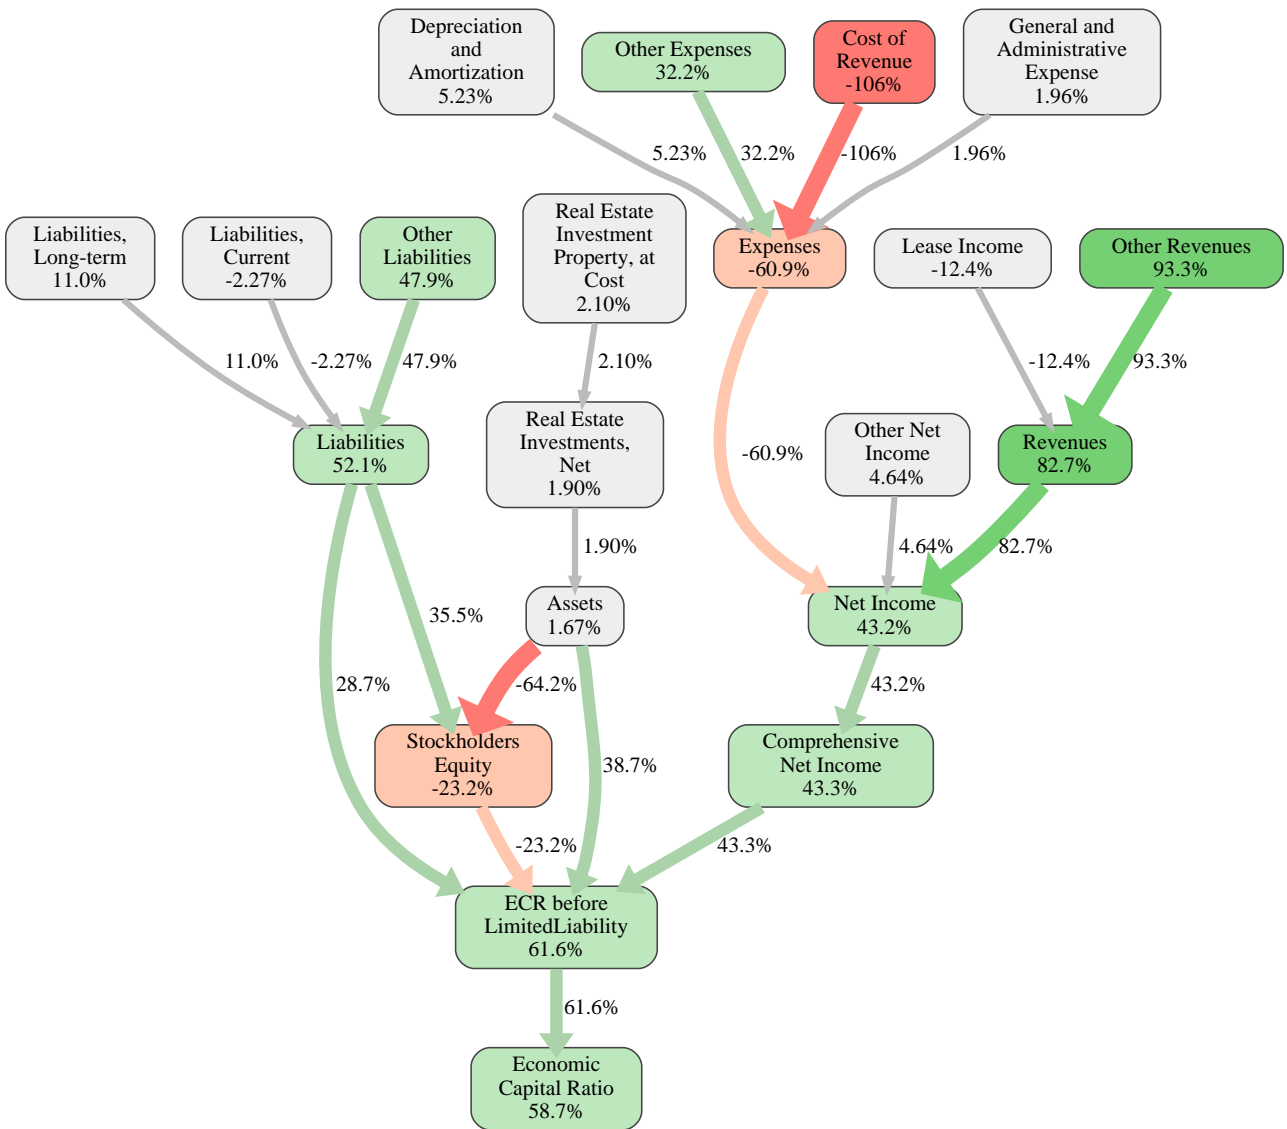 Depreciation
and
Amortization
5.23%
Other Expenses
32.2%
Cost of
Revenue
-106%
General and
Administrative
Expense
1.96%
5.23%
32.2%
-106%
1.96%
Liabilities,
Long-term
11.0%
Liabilities,
Current
-2.27%
Other
Liabilities
47.9%
Real Estate
Investment
Property, at
Cost
2.10%
Expenses
-60.9%
Lease Income
-12.4%
Other Revenues
93.3%
11.0%
-2.27%
47.9%
2.10%
-12.4%
93.3%
Liabilities
52.1%
Real Estate
Investments,
Net
1.90%
-60.9%
Other Net
Income
4.64%
Revenues
82.7%
1.90%
4.64%
82.7%
35.5%
Assets
1.67%
Net Income
43.2%
28.7%
-64.2%
43.2%
Stockholders
Equity
-23.2%
38.7%
Comprehensive
Net Income
43.3%
-23.2%
43.3%
ECR before
LimitedLiability
61.6%
61.6%
Economic
Capital Ratio
58.7%